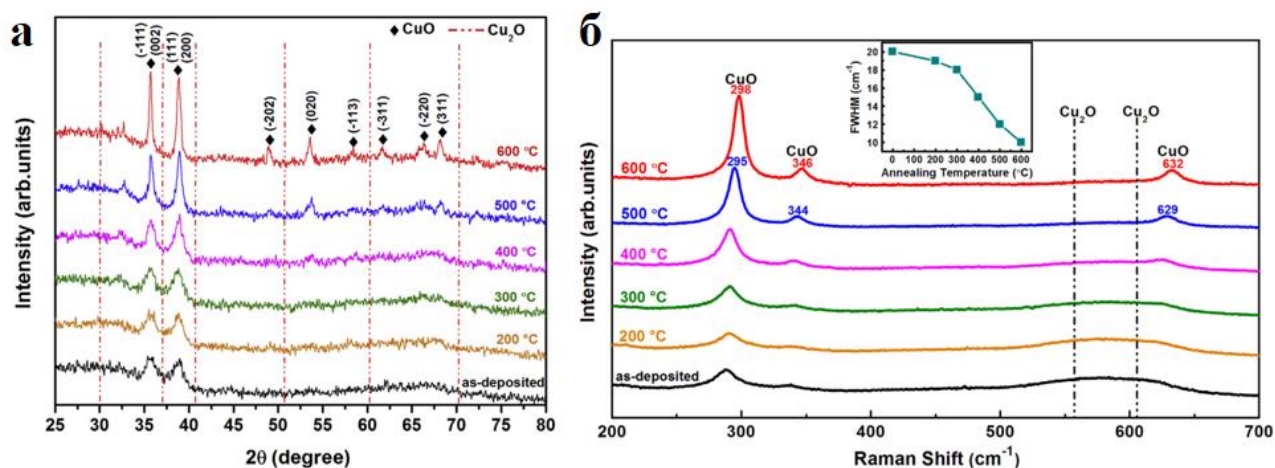 а
◆ CuO
Cu₂O
(-111)
(002)
(111)
(200)
(-202)
(020)
(-113)
(-311)
(-220)
(311)
600 °C
500 °C
400 °C
300 °C
200 °C
as-deposited
Intensity (arb.units)
25 30 35 40 45 50 55 60 65 70 75 80
2θ (degree)
б
20
18
16
14
12
10
FWHM (cm⁻¹)
0 100 200 300 400 500 600
Annealing Temperature (°C)
CuO
298
CuO
346
Cu₂O
Cu₂O
CuO
632
600 °C
295
344
629
500 °C
400 °C
300 °C
200 °C
as-deposited
Intensity (arb.units)
200 300 400 500 600 700
Raman Shift (cm⁻¹)